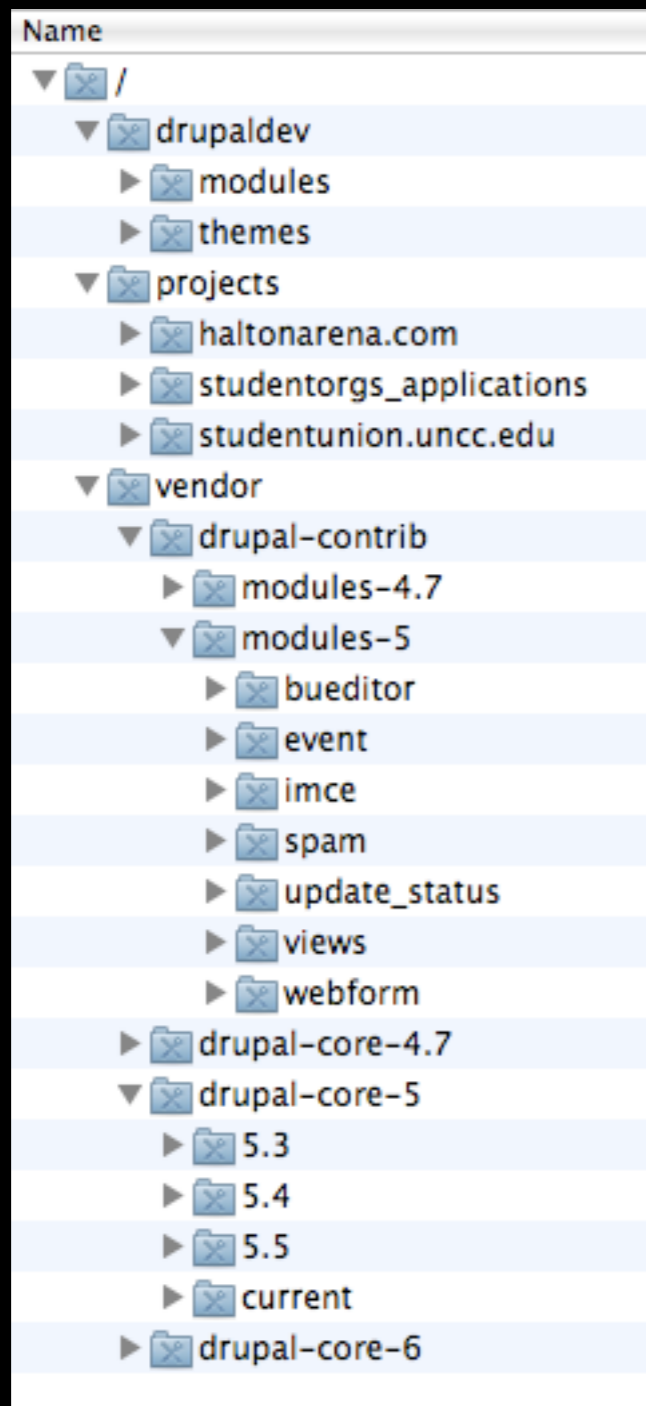 Name
/
drupaldev
modules
themes
projects
haltonarena.com
studentorgs_applications
studentunion.uncc.edu
vendor
drupal-contrib
modules-4.7
modules-5
bueditor
event
imce
spam
update_status
views
webform
drupal-core-4.7
drupal-core-5
5.3
5.4
5.5
current
drupal-core-6